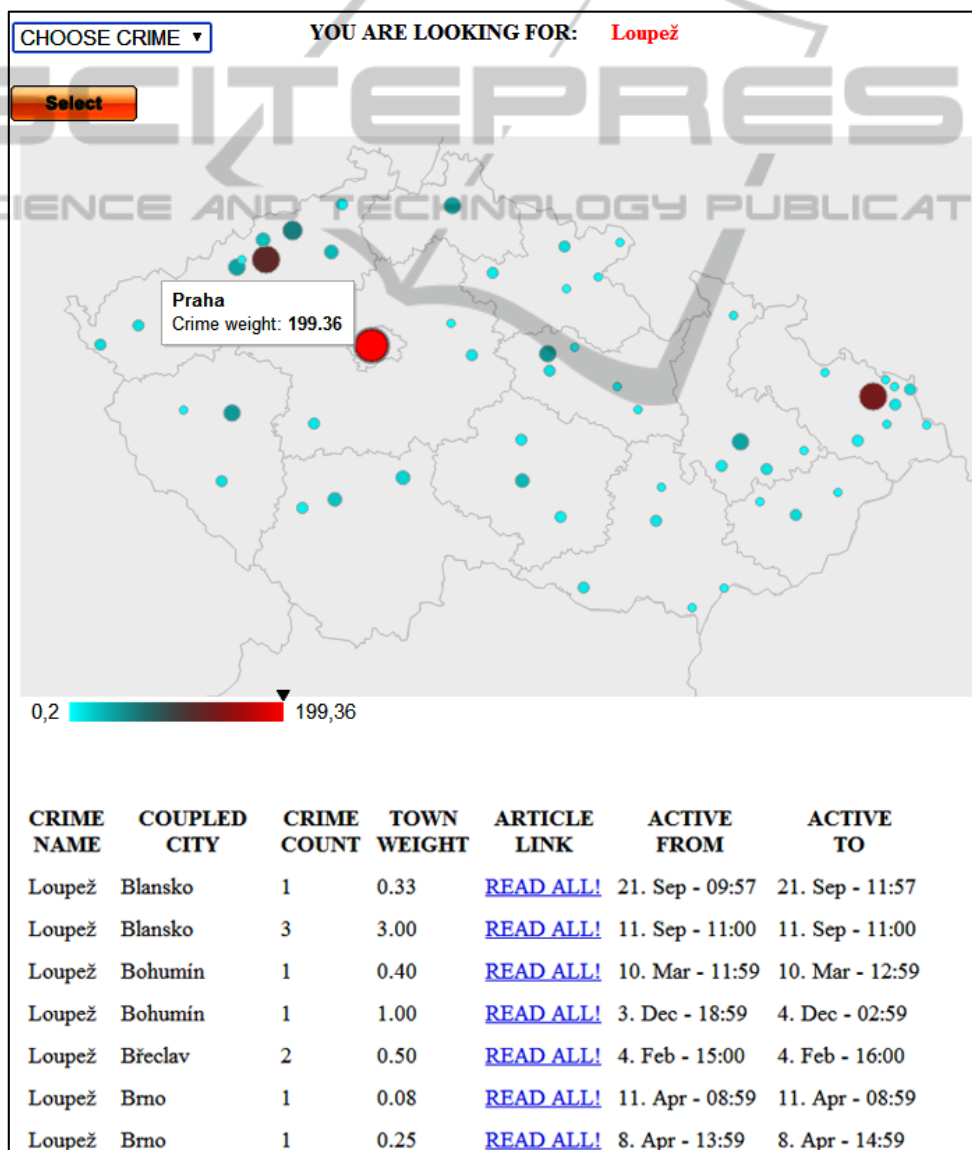 CHOOSE CRIME ▼ YOU ARE LOOKING FOR: Loupež
Select
SCITEPRES
IENCE AND TECHNOLOGY PUBLICAT
Praha
Crime weight: 199.36
0,2 199,36
CRIME NAME COUPLED CITY CRIME COUNT TOWN WEIGHT ARTICLE LINK ACTIVE FROM ACTIVE TO
Loupež Blansko 1 0.33 READ ALL! 21. Sep - 09:57 21. Sep - 11:57
Loupež Blansko 3 3.00 READ ALL! 11. Sep - 11:00 11. Sep - 11:00
Loupež Bohumín 1 0.40 READ ALL! 10. Mar - 11:59 10. Mar - 12:59
Loupež Bohumín 1 1.00 READ ALL! 3. Dec - 18:59 4. Dec - 02:59
Loupež Břeclav 2 0.50 READ ALL! 4. Feb - 15:00 4. Feb - 16:00
Loupež Brno 1 0.08 READ ALL! 11. Apr - 08:59 11. Apr - 08:59
Loupež Brno 1 0.25 READ ALL! 8. Apr - 13:59 8. Apr - 14:59